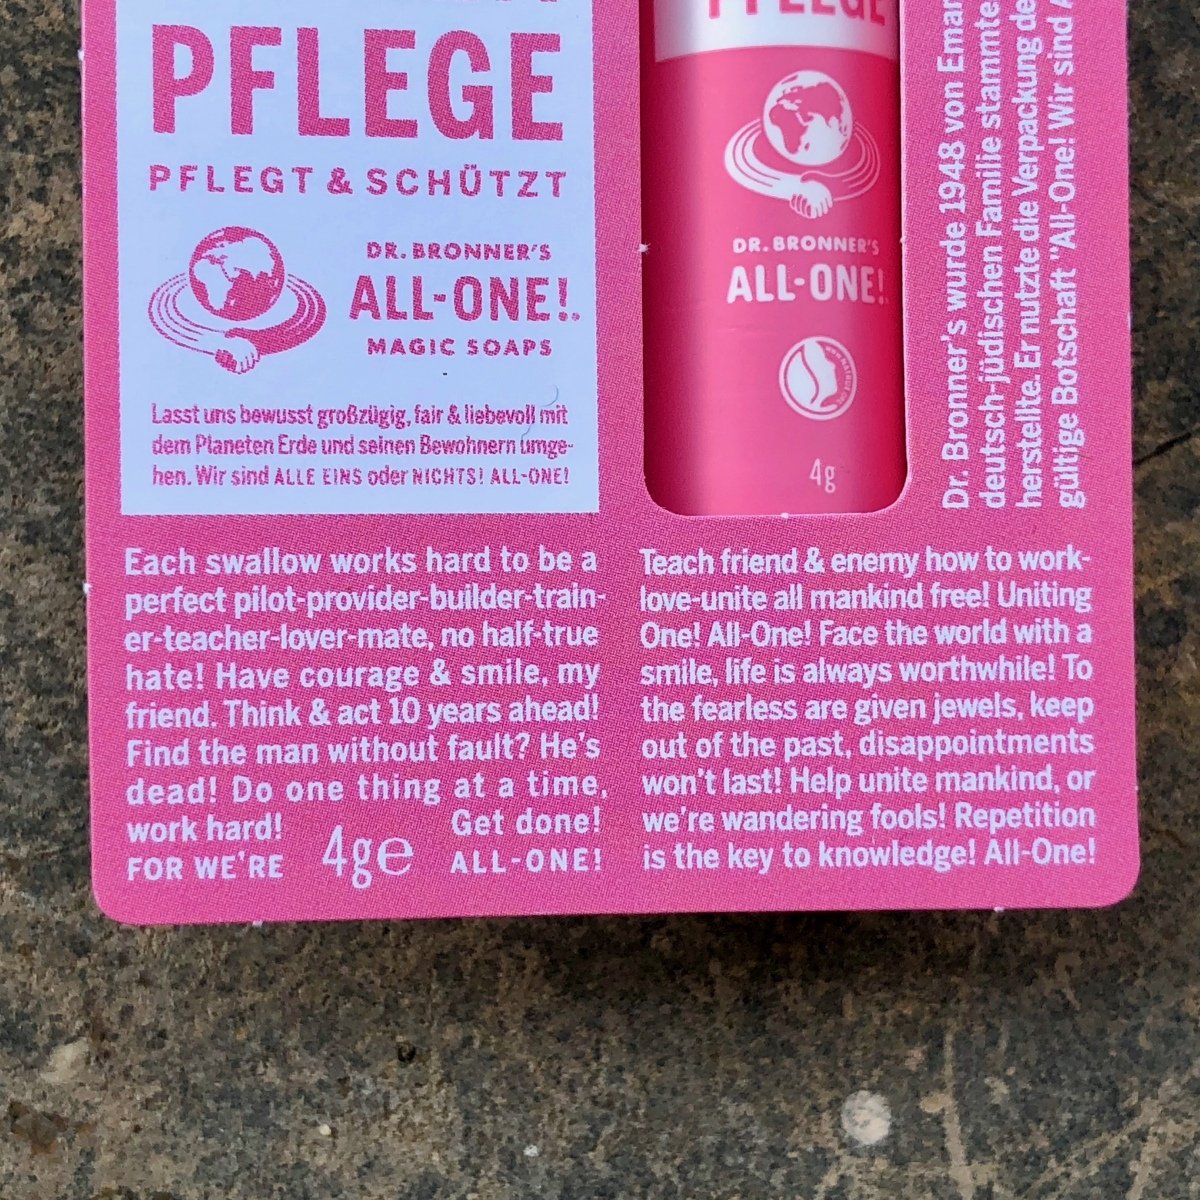 PFLEGE
PFLEGT & SCHÜTZT
DR. BRONNER'S
ALL-ONE!
MAGIC SOAPS
Lasst uns bewusst großzügig, fair & liebevoll mit
dem Planeten Erde und seinen Bewohnern umge-
hen. Wir sind ALLE EINS oder NICHTS! ALL-ONE!
PFLEGE
DR. BRONNER'S
ALL-ONE!
4g
Dr. Bronner's wurde 1948 von Eman
deutsch-jüdischen Familie stammte
herstellte. Er nutzte die Verpackung de
gültige Botschaft "All-One! Wir sind A
Each swallow works hard to be a
perfect pilot-provider-builder-train-
er-teacher-lover-mate, no half-true
hate! Have courage & smile, my
friend. Think & act 10 years ahead!
Find the man without fault? He's
dead! Do one thing at a time,
work hard! Get done!
FOR WE'RE 4g℮ ALL-ONE!
Teach friend & enemy how to work-
love-unite all mankind free! Uniting
One! All-One! Face the world with a
smile, life is always worthwhile! To
the fearless are given jewels, keep
out of the past, disappointments
won't last! Help unite mankind, or
we're wandering fools! Repetition
is the key to knowledge! All-One!